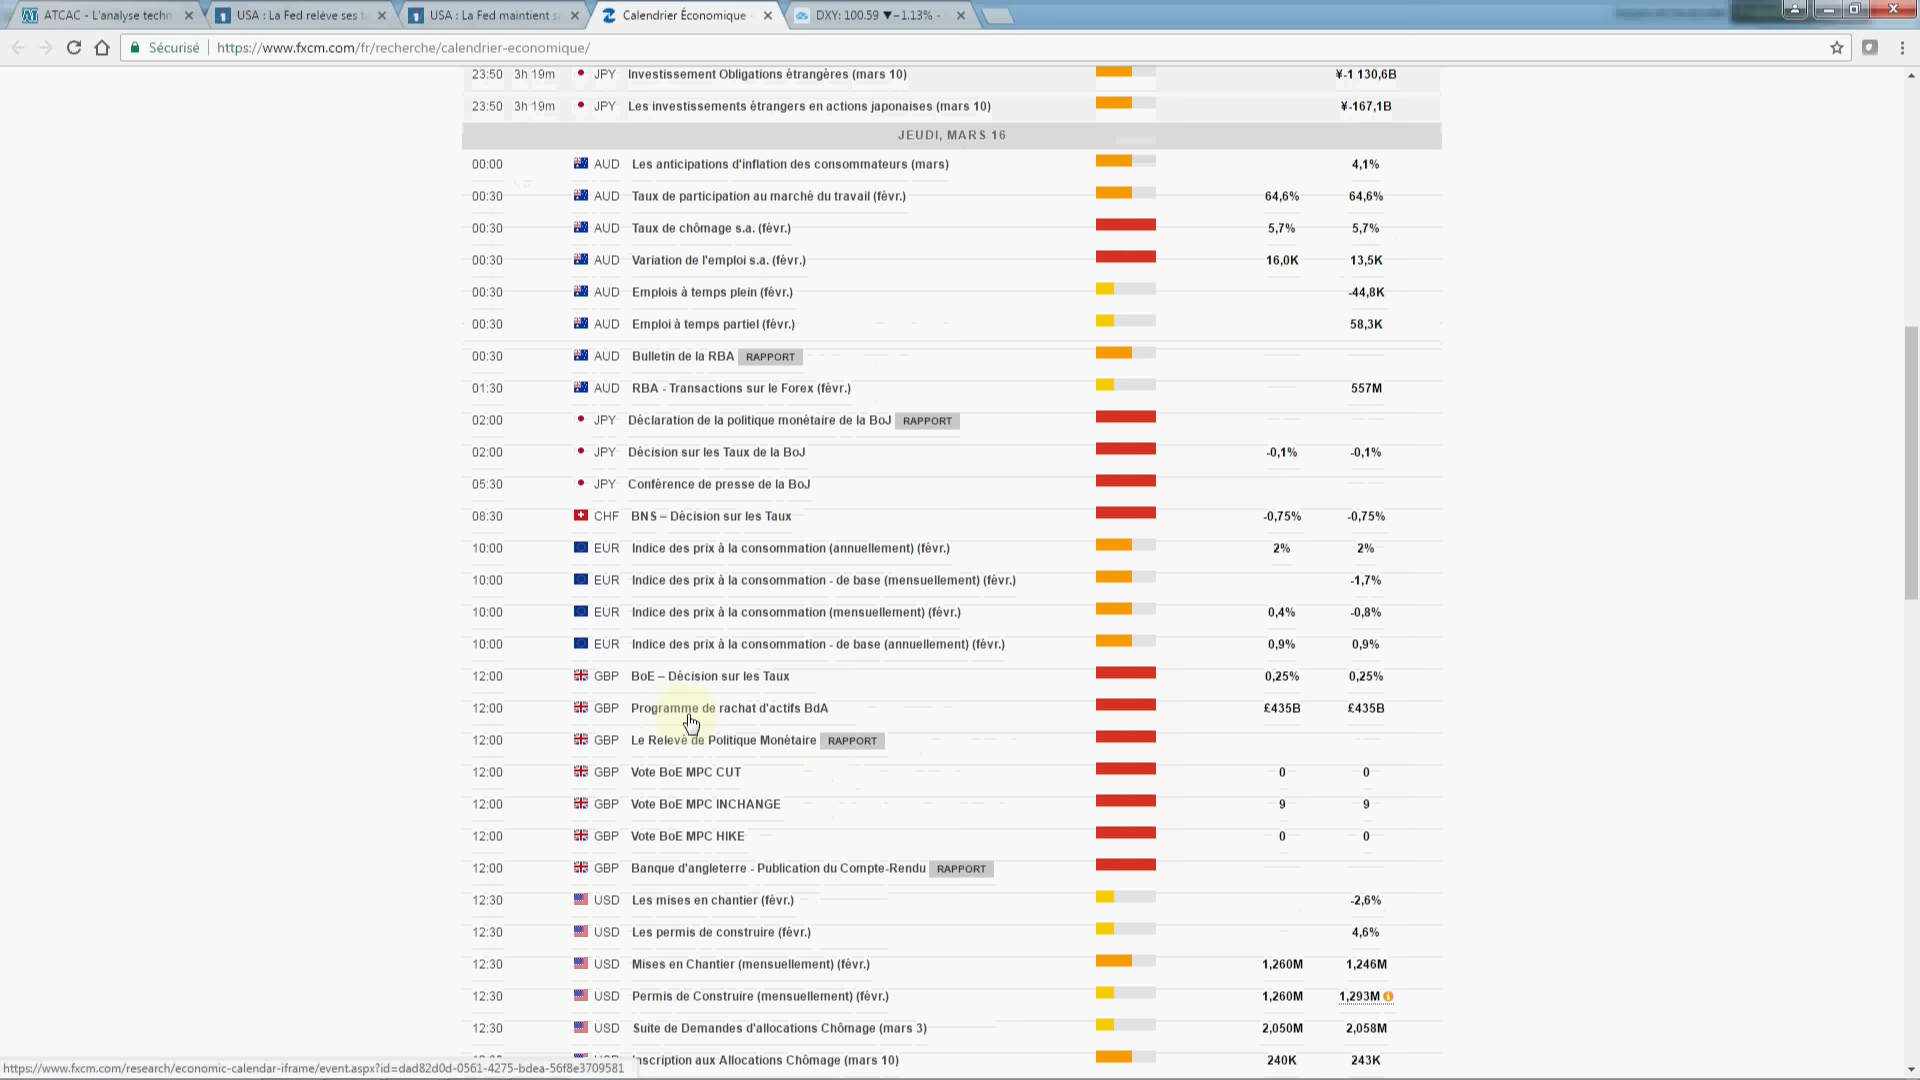 ATCAC - L'analyse techn
USA : La Fed relève ses t
USA : La Fed maintient s
Calendrier Économique
DXY: 100.59 ▼−1.13% -
Sécurisé https://www.fxcm.com/fr/recherche/calendrier-economique/
23:50 3h 19m JPY Investissement Obligations étrangères (mars 10) ¥-1 130,6B
23:50 3h 19m JPY Les investissements étrangers en actions japonaises (mars 10) ¥-167,1B
JEUDI, MARS 16
00:00 AUD Les anticipations d'inflation des consommateurs (mars) 4,1%
00:30 AUD Taux de participation au marché du travail (févr.) 64,6% 64,6%
00:30 AUD Taux de chômage s.a. (févr.) 5,7% 5,7%
00:30 AUD Variation de l'emploi s.a. (févr.) 16,0K 13,5K
00:30 AUD Emplois à temps plein (févr.) -44,8K
00:30 AUD Emploi à temps partiel (févr.) 58,3K
00:30 AUD Bulletin de la RBA RAPPORT
01:30 AUD RBA - Transactions sur le Forex (févr.) 557M
02:00 JPY Déclaration de la politique monétaire de la BoJ RAPPORT
02:00 JPY Décision sur les Taux de la BoJ -0,1% -0,1%
05:30 JPY Conférence de presse de la BoJ
08:30 CHF BNS – Décision sur les Taux -0,75% -0,75%
10:00 EUR Indice des prix à la consommation (annuellement) (févr.) 2% 2%
10:00 EUR Indice des prix à la consommation - de base (mensuellement) (févr.) -1,7%
10:00 EUR Indice des prix à la consommation (mensuellement) (févr.) 0,4% -0,8%
10:00 EUR Indice des prix à la consommation - de base (annuellement) (févr.) 0,9% 0,9%
12:00 GBP BoE – Décision sur les Taux 0,25% 0,25%
12:00 GBP Programme de rachat d'actifs BdA £435B £435B
12:00 GBP Le Relevé de Politique Monétaire RAPPORT
12:00 GBP Vote BoE MPC CUT 0 0
12:00 GBP Vote BoE MPC INCHANGE 9 9
12:00 GBP Vote BoE MPC HIKE 0 0
12:00 GBP Banque d'angleterre - Publication du Compte-Rendu RAPPORT
12:30 USD Les mises en chantier (févr.) -2,6%
12:30 USD Les permis de construire (févr.) 4,6%
12:30 USD Mises en Chantier (mensuellement) (févr.) 1,260M 1,246M
12:30 USD Permis de Construire (mensuellement) (févr.) 1,260M 1,293M
12:30 USD Suite de Demandes d'allocations Chômage (mars 3) 2,050M 2,058M
Inscription aux Allocations Chômage (mars 10) 240K 243K
https://www.fxcm.com/research/economic-calendar-iframe/event.aspx?id=dad82d0d-0561-4275-bdea-56f8e3709581